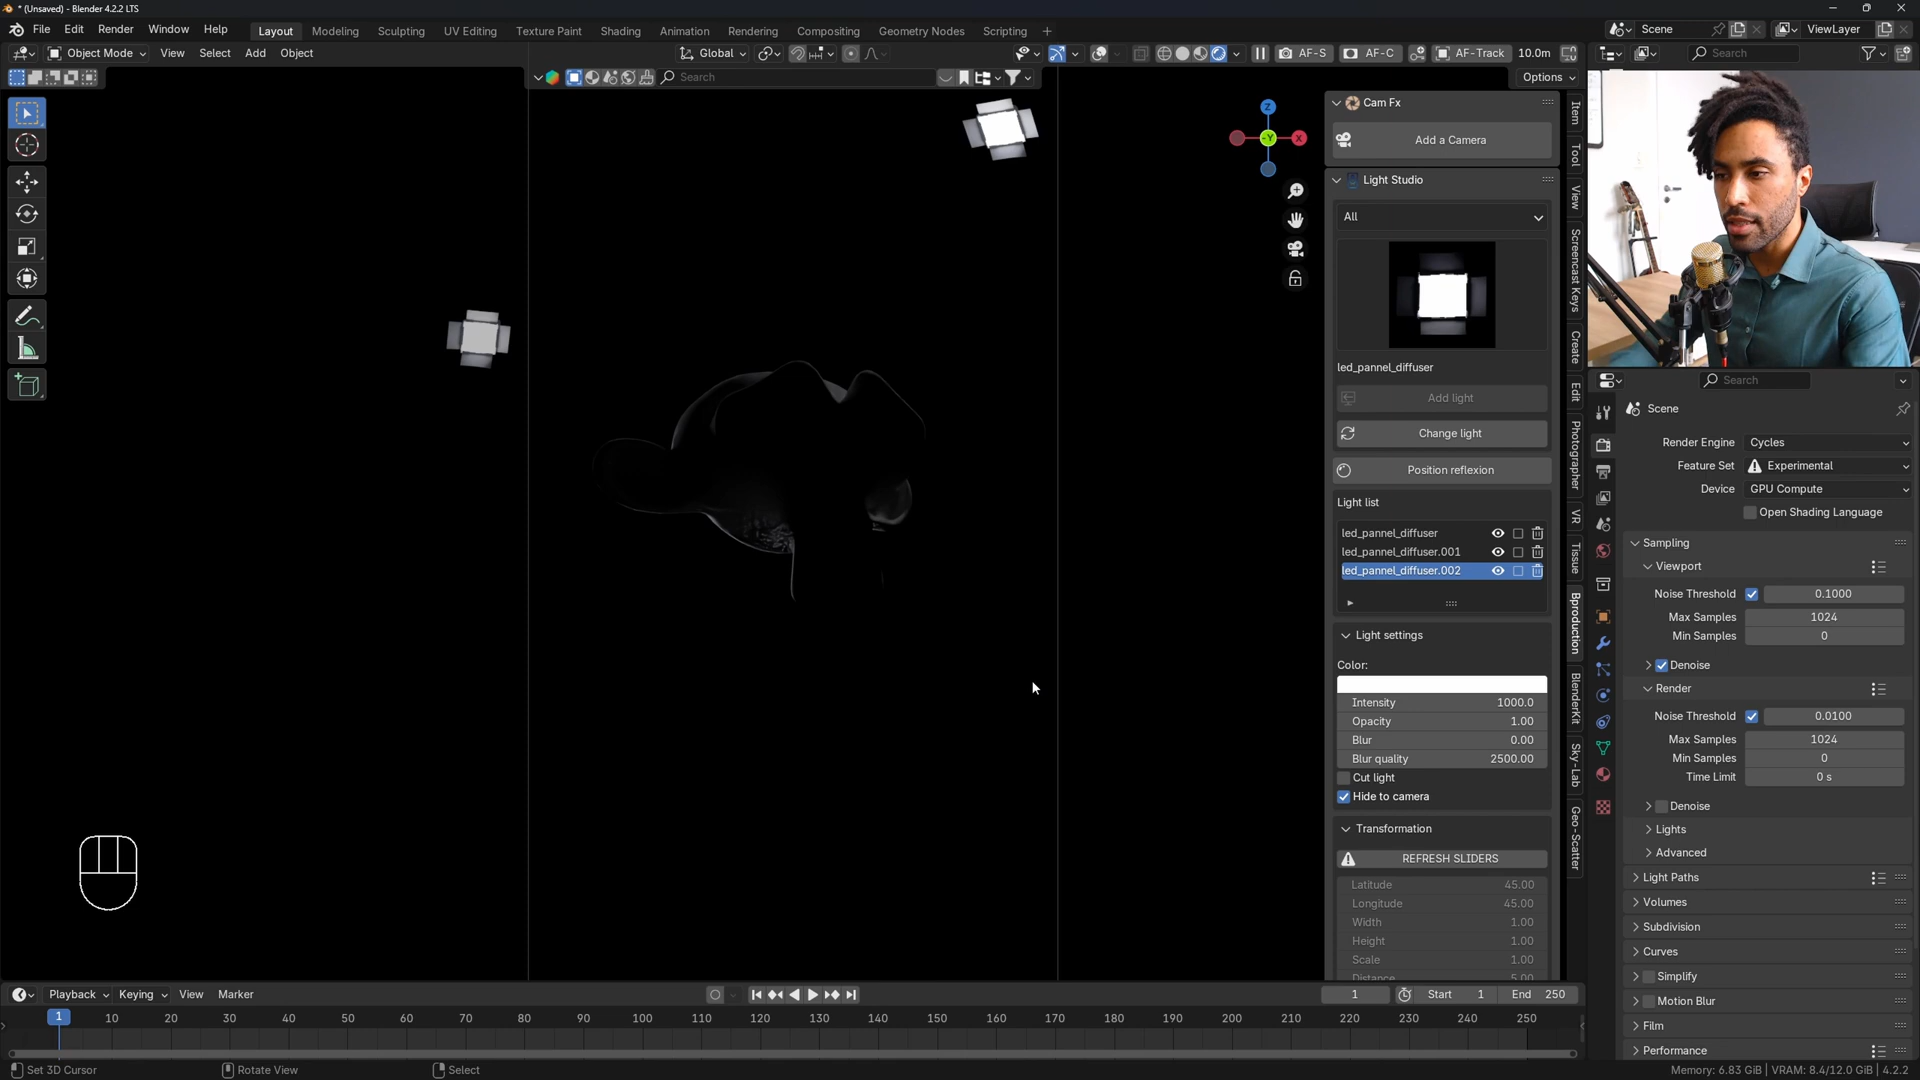 * (Unsaved) - Blender 4.2.2 LTS
File Edit Render Window Help
Layout Modeling Sculpting UV Editing Texture Paint Shading Animation Rendering Compositing Geometry Nodes Scripting +
Scene ViewLayer
Object Mode View Select Add Object
Global
AF-S AF-C AF-Track 10.0m
Search
Search
Options
Z
-Y
X
Cam Fx
Add a Camera
Light Studio
All
led_pannel_diffuser
Add light
Change light
Position reflexion
Light list
led_pannel_diffuser
led_pannel_diffuser.001
led_pannel_diffuser.002
Light settings
Color:
Intensity 1000.0
Opacity 1.00
Blur 0.00
Blur quality 2500.00
Cut light
Hide to camera
Transformation
REFRESH SLIDERS
Latitude 45.00
Longitude 45.00
Width 1.00
Height 1.00
Scale 1.00
Distance 5.00
Item
Tool
View
Screencast Keys
Create
Edit
Photographer
VR
Tissue
Bproduction
BlenderKit
Sky-Lab
Geo-Scatter
Search
Scene
Render Engine Cycles
Feature Set Experimental
Device GPU Compute
Open Shading Language
Sampling
Viewport
Noise Threshold 0.1000
Max Samples 1024
Min Samples 0
Denoise
Render
Noise Threshold 0.0100
Max Samples 1024
Min Samples 0
Time Limit 0 s
Denoise
Lights
Advanced
Light Paths
Volumes
Subdivision
Curves
Simplify
Motion Blur
Film
Performance
Playback Keying View Marker
1 Start 1 End 250
1 10 20 30 40 50 60 70 80 90 100 110 120 130 140 150 160 170 180 190 200 210 220 230 240 250
Set 3D Cursor Rotate View Select
Memory: 6.83 GiB | VRAM: 8.4/12.0 GiB | 4.2.2